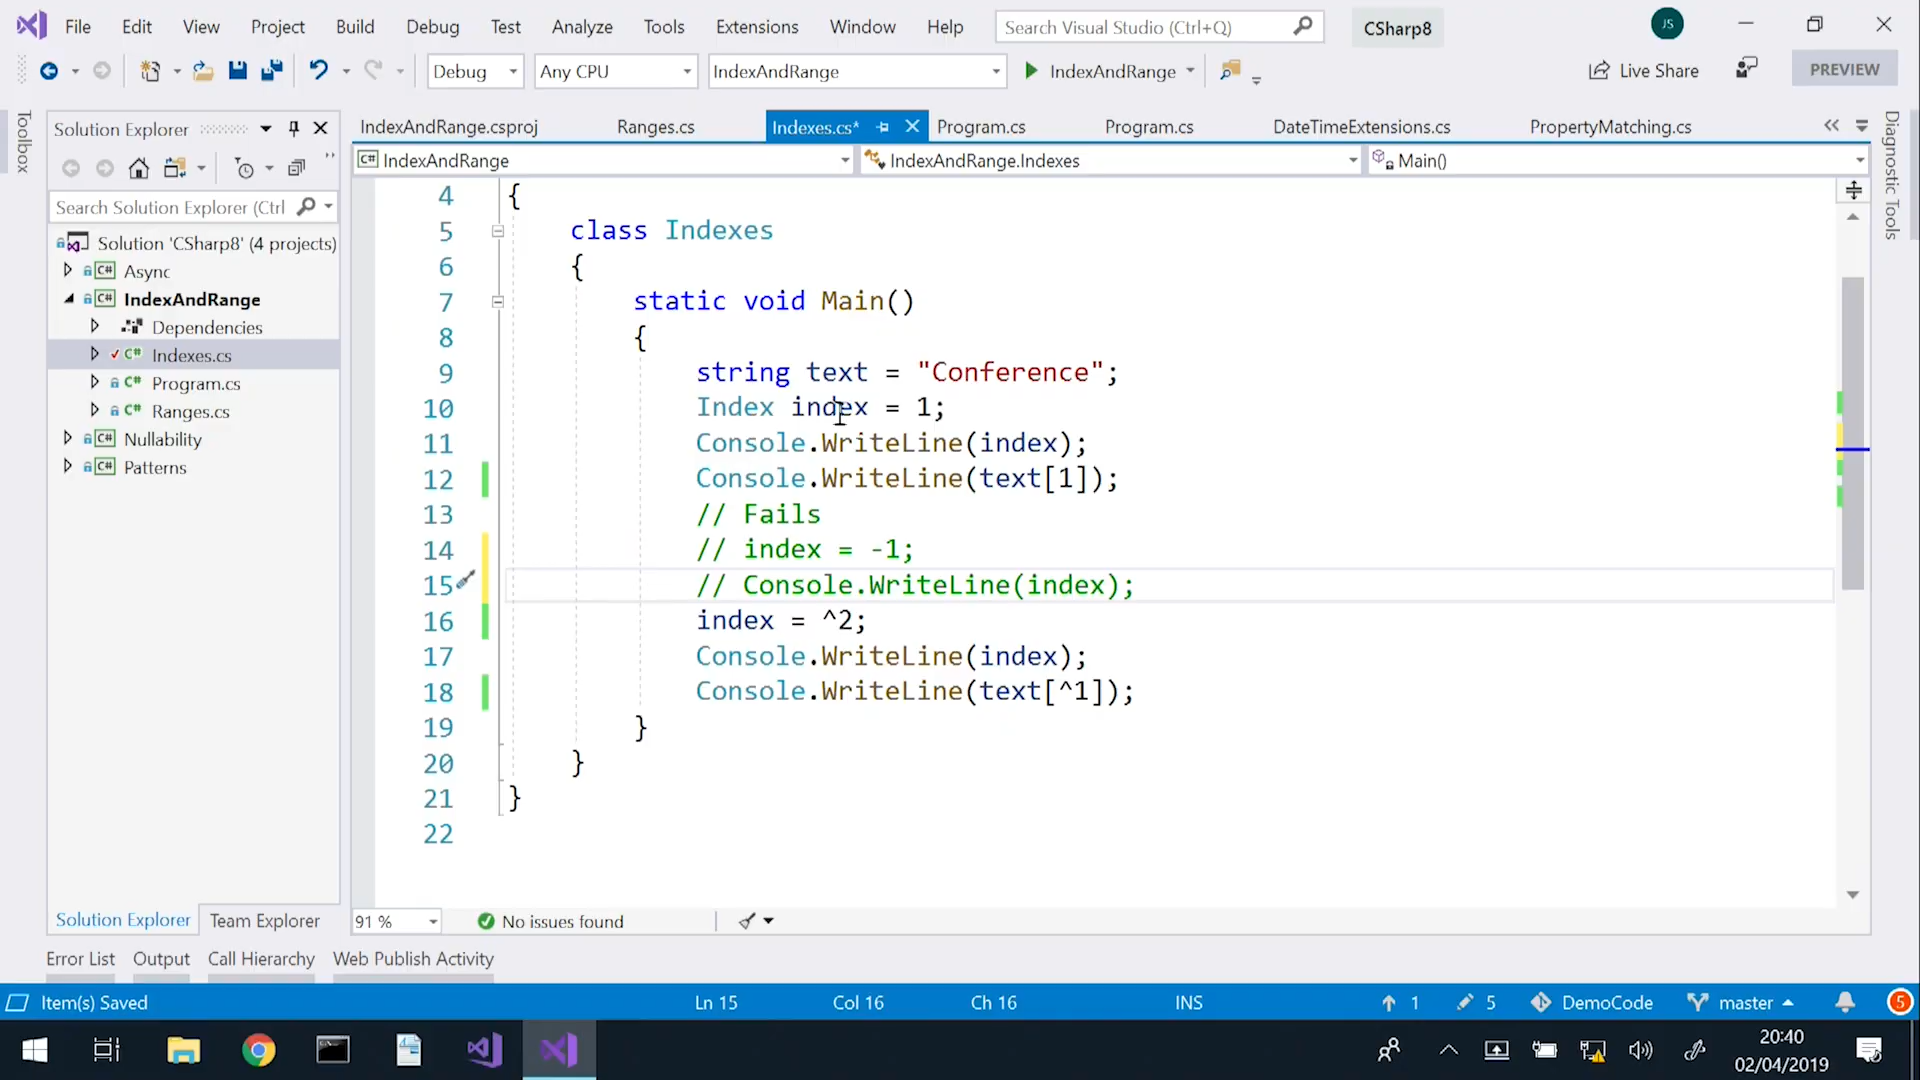 File Edit View Project Build Debug Test Analyze Tools Extensions Window Help Search Visual Studio (Ctrl+Q) CSharp8 JS
Debug Any CPU IndexAndRange IndexAndRange Live Share PREVIEW
Toolbox
Solution Explorer
Search Solution Explorer (Ctrl
Solution 'CSharp8' (4 projects)
C# Async
C# IndexAndRange
Dependencies
C# Indexes.cs
C# Program.cs
C# Ranges.cs
C# Nullability
C# Patterns
Solution Explorer Team Explorer
IndexAndRange.csproj Ranges.cs Indexes.cs* Program.cs Program.cs DateTimeExtensions.cs PropertyMatching.cs
C# IndexAndRange IndexAndRange.Indexes Main()
4 {
5 class Indexes
6 {
7 static void Main()
8 {
9 string text = "Conference";
10 Index index = 1;
11 Console.WriteLine(index);
12 Console.WriteLine(text[1]);
13 // Fails
14 // index = -1;
15 // Console.WriteLine(index);
16 index = ^2;
17 Console.WriteLine(index);
18 Console.WriteLine(text[^1]);
19 }
20 }
21 }
22
91 % No issues found
Diagnostic Tools
Error List Output Call Hierarchy Web Publish Activity
Item(s) Saved Ln 15 Col 16 Ch 16 INS 1 5 DemoCode master 5
20:40
02/04/2019